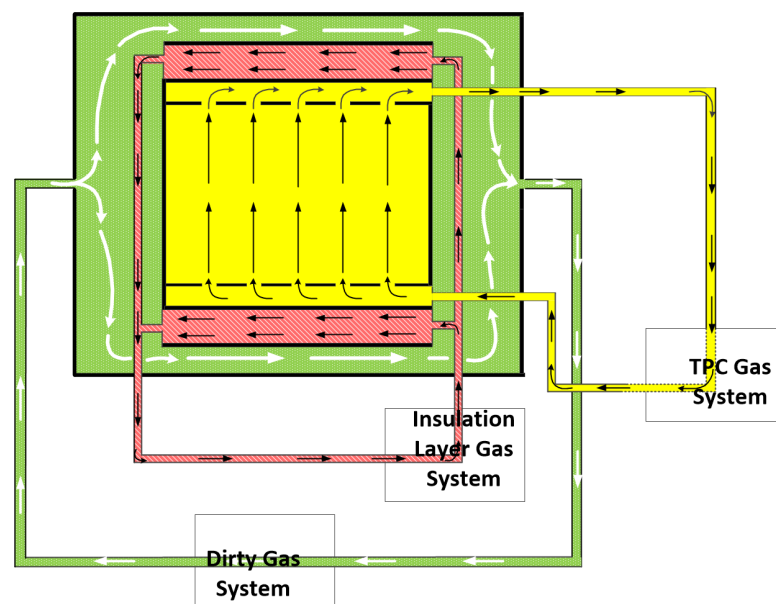 TPC Gas
System
Insulation
Layer Gas
System
Dirty Gas
System